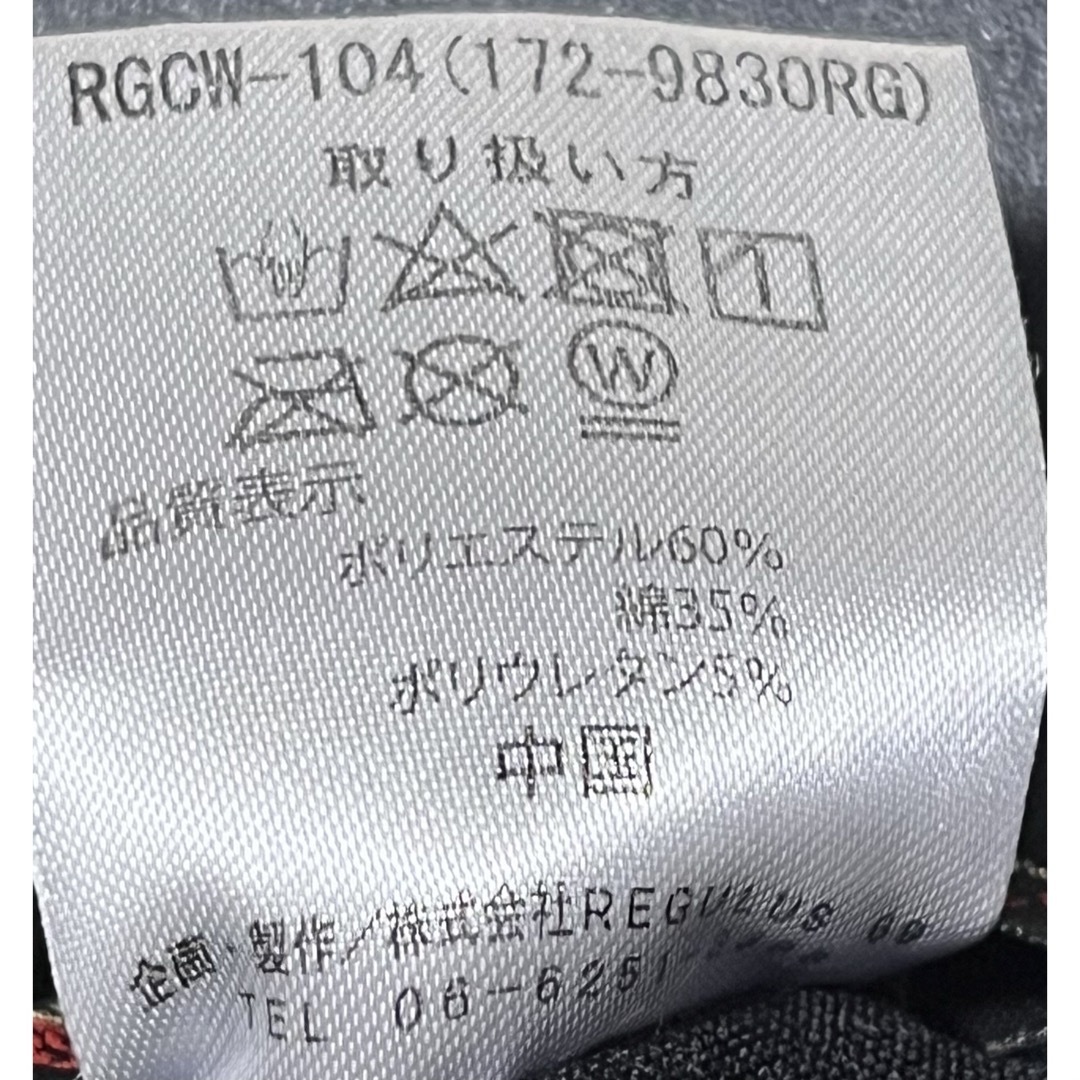 RGCW-104(172-9830RG)
取り扱い方
1
W
品質表示
ポリエステル60%
綿35%
ポリウレタン5%
中国
企画・製作/株式会社REGULUS 66
TEL 06-6251